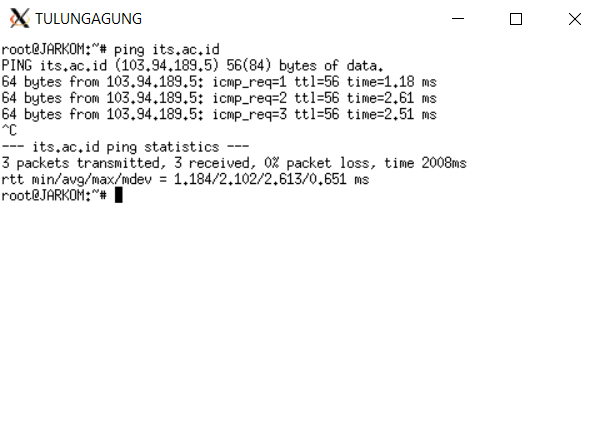 TULUNGAGUNG
root@JARKOM:~# ping its.ac.id
PING its.ac.id (103.94.189.5) 56(84) bytes of data.
64 bytes from 103.94.189.5: icmp_req=1 ttl=56 time=1.18 ms
64 bytes from 103.94.189.5: icmp_req=2 ttl=56 time=2.61 ms
64 bytes from 103.94.189.5: icmp_req=3 ttl=56 time=2.51 ms
^C
--- its.ac.id ping statistics ---
3 packets transmitted, 3 received, 0% packet loss, time 2008ms
rtt min/avg/max/mdev = 1.184/2.102/2.613/0.651 ms
root@JARKOM:~#